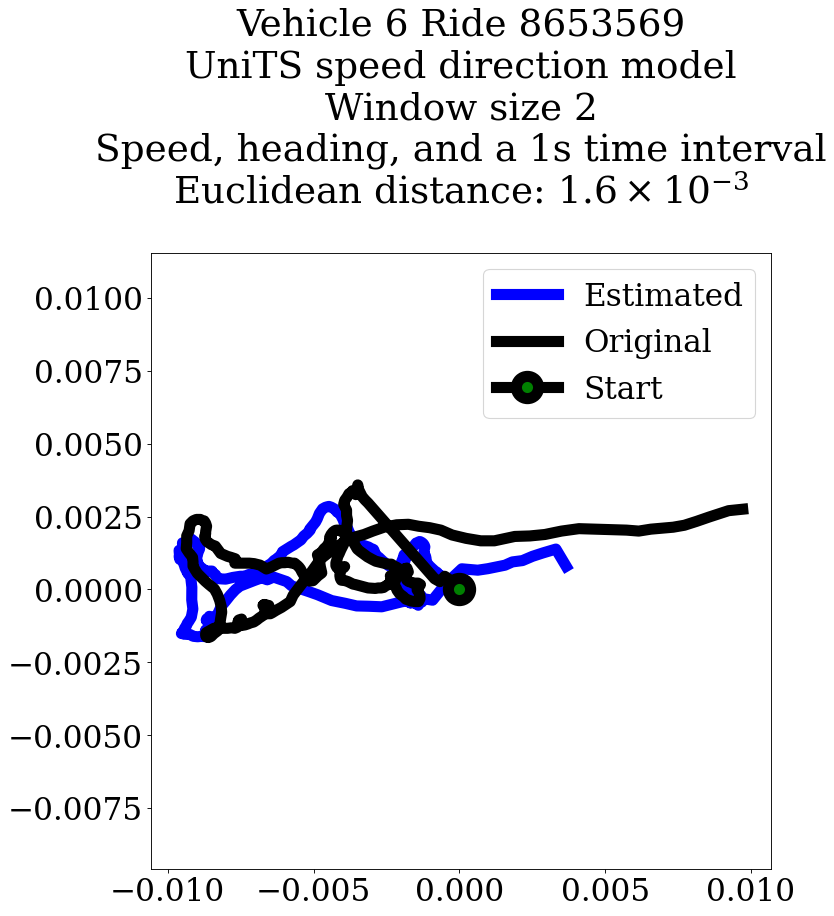 Vehicle 6 Ride 8653569
UniTS speed direction model
Window size 2
Speed, heading, and a 1s time interval
Euclidean distance: 1.6 × 10⁻³
Estimated
Original
Start
0.0100
0.0075
0.0050
0.0025
0.0000
−0.0025
−0.0050
−0.0075
−0.010 −0.005 0.000 0.005 0.010